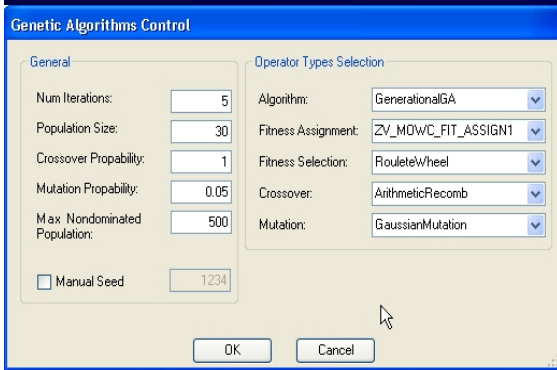 Genetic Algorithms Control
General
Num Iterations: 5
Population Size: 30
Crossover Propability: 1
Mutation Propability: 0.05
Max Nondominated 500
Population:
Manual Seed 1234
Operator Types Selection
Algorithm: GenerationalGA
Fitness Assignment: ZV_MOWC_FIT_ASSIGN1
Fitness Selection: RouleteWheel
Crossover: ArithmeticRecomb
Mutation: GaussianMutation
OK Cancel